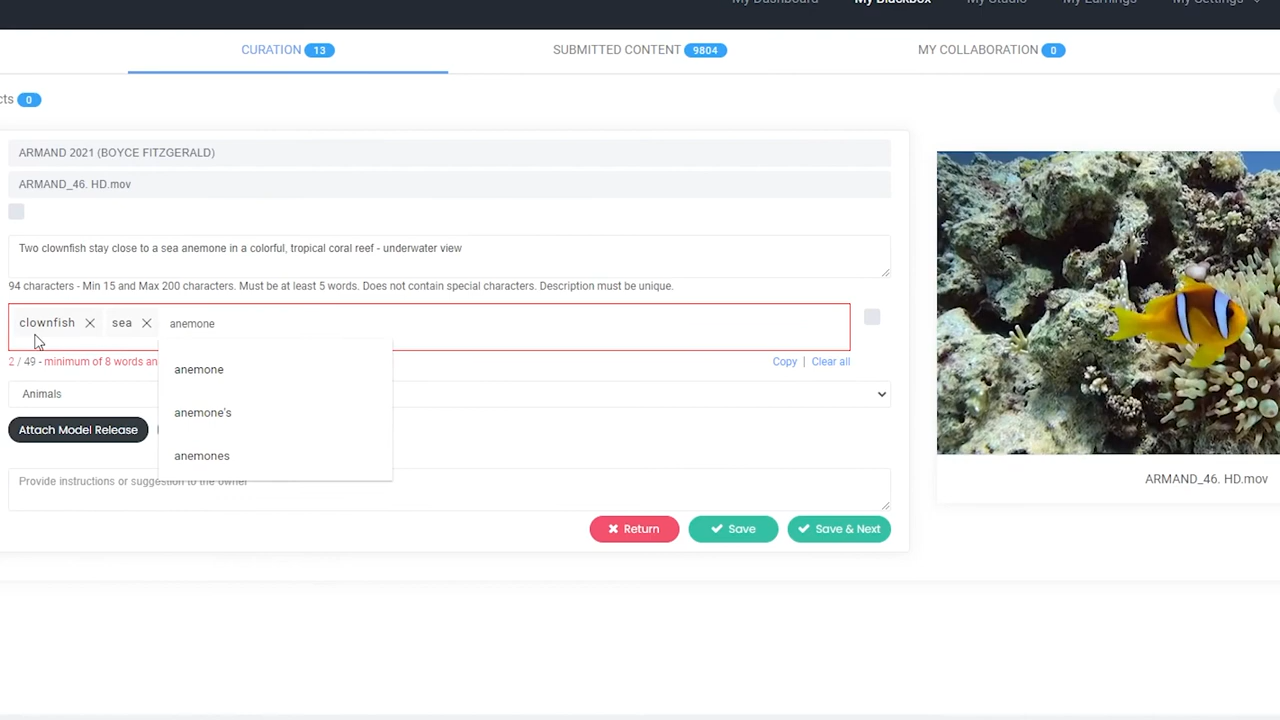 My Dashboard My Blackbox My Studio My Earnings My Settings
CURATION 13 SUBMITTED CONTENT 9804 MY COLLABORATION 0
cts 0
ARMAND 2021 (BOYCE FITZGERALD)
ARMAND_46. HD.mov
Two clownfish stay close to a sea anemone in a colorful, tropical coral reef - underwater view
94 characters - Min 15 and Max 200 characters. Must be at least 5 words. Does not contain special characters. Description must be unique.
clownfish sea anemone
2 / 49 - minimum of 8 words an
Copy | Clear all
anemone
Animals
anemone's
Attach Model Release
anemones
Provide instructions or suggestion to the owner
ARMAND_46. HD.mov
Return Save Save & Next